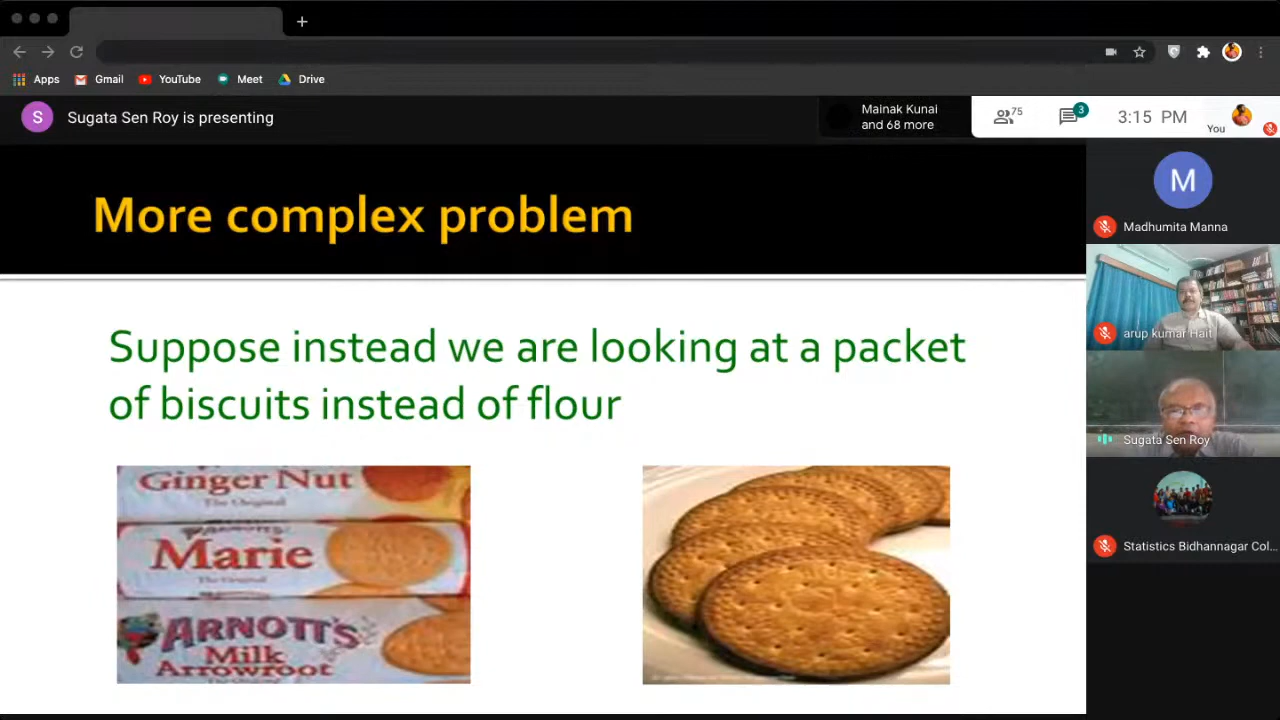 Apps Gmail YouTube Meet Drive
S Sugata Sen Roy is presenting
Mainak Kunai
and 68 more
75
3
3:15 PM
You
More complex problem
Suppose instead we are looking at a packet
of biscuits instead of flour
Ginger Nut
The Original
ARNOTT'S
Marie
The Original
ARNOTT'S
Milk
Arrowroot
M
Madhumita Manna
arup kumar Hait
Sugata Sen Roy
Statistics Bidhannagar Col...